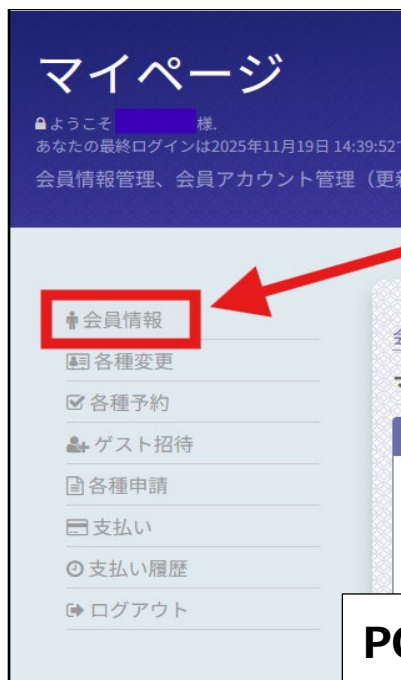 マイページ
ようこそ 様.
あなたの最終ログインは2025年11月19日 14:39:52
会員情報管理、会員アカウント管理（更
会員情報
各種変更
各種予約
ゲスト招待
各種申請
支払い
支払い履歴
ログアウト